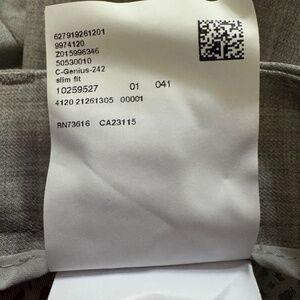 627919261201
9974120
Z015996346
50530010
C-Genius-242
slim fit
10259527 01 041
4120 21261305 00001
RN73616 CA23115